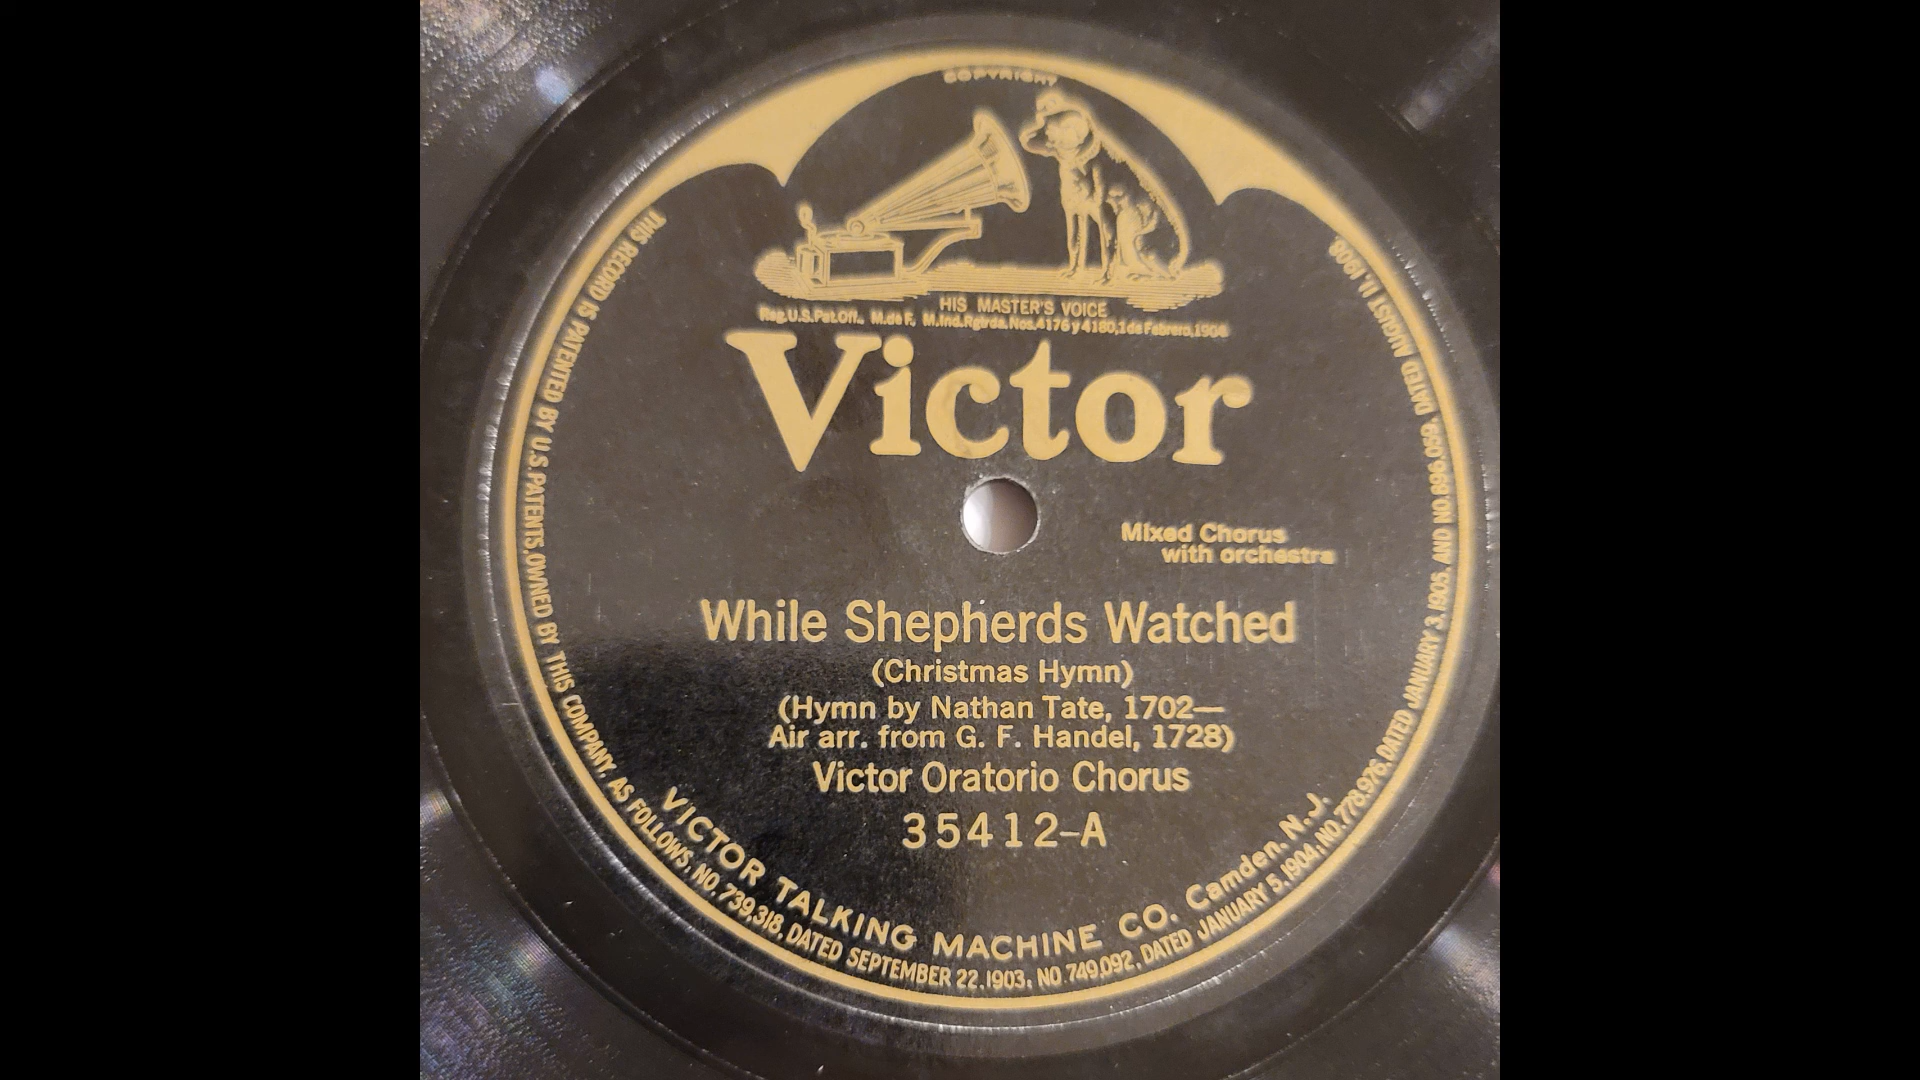 COPYRIGHT
HIS MASTER'S VOICE
Reg.U.S.Pat.Off. M.de F. M.Ind.Rgtrda.Nos.4176 y 4180,1 de Febrero,1904
Victor
Mixed Chorus
with orchestra
While Shepherds Watched
(Christmas Hymn)
(Hymn by Nathan Tate, 1702—
Air arr. from G. F. Handel, 1728)
Victor Oratorio Chorus
35412-A
VICTOR TALKING MACHINE CO. Camden. N.J.
THIS RECORD IS PATENTED BY U.S.PATENTS.OWNED BY THIS COMPANY. AS FOLLOWS: NO. 739,318. DATED SEPTEMBER 22.1903: NO 749,092. DATED JANUARY 5.1904: NO. 778,976. DATED JANUARY 3.1905. AND NO.896,059. DATED AUGUST 11.1908.